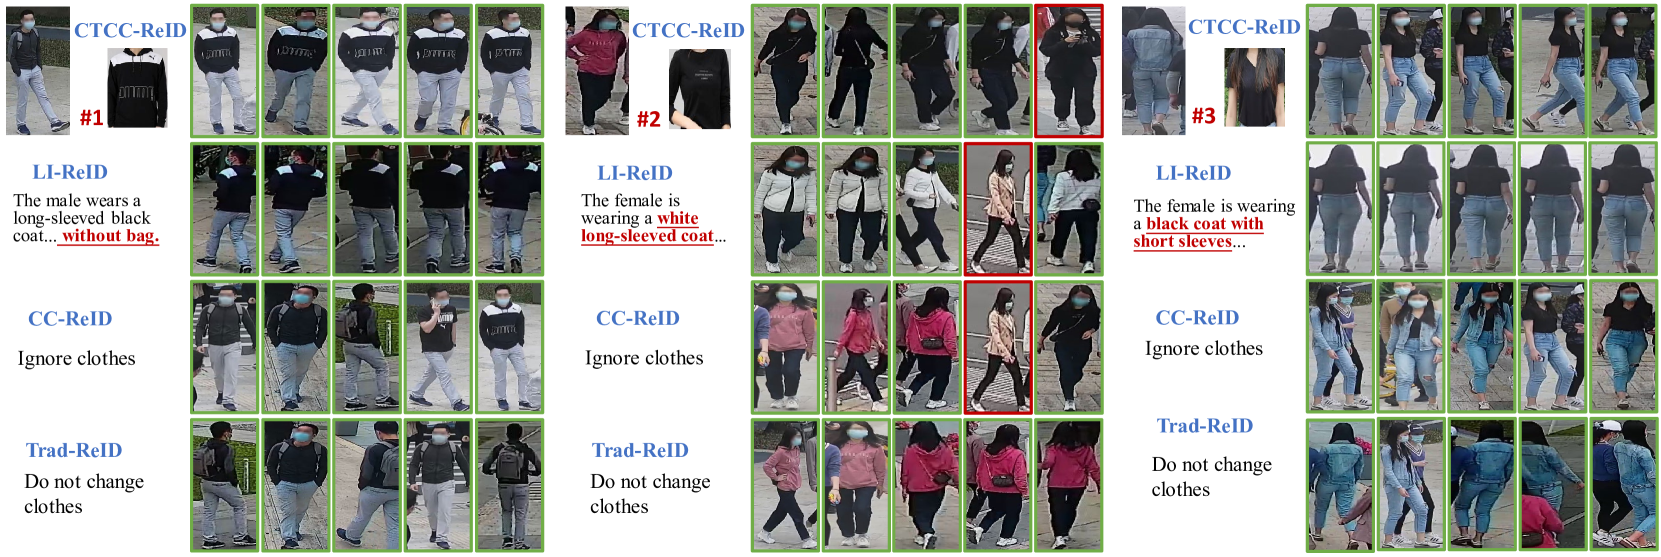 CTCC-ReID
#1
LI-ReID
The male wears a
long-sleeved black
coat... without bag.
CC-ReID
Ignore clothes
Trad-ReID
Do not change
clothes
CTCC-ReID
#2
LI-ReID
The female is
wearing a white
long-sleeved coat...
CC-ReID
Ignore clothes
Trad-ReID
Do not change
clothes
CTCC-ReID
#3
LI-ReID
The female is wearing
a black coat with
short sleeves...
CC-ReID
Ignore clothes
Trad-ReID
Do not change
clothes